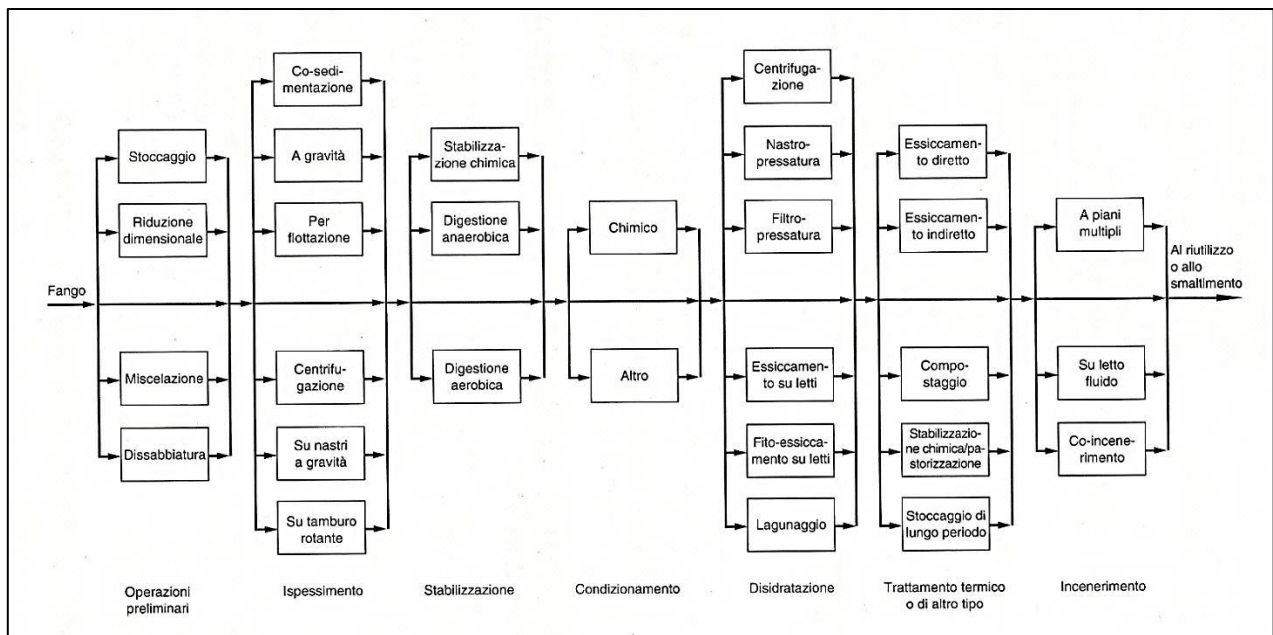 Fango
Stoccaggio
Riduzione
dimensionale
Miscelazione
Dissabbiatura
Operazioni
preliminari
Co-sedi-
mentazione
A gravità
Per
flottazione
Centrifu-
gazione
Su nastri
a gravità
Su tamburo
rotante
Ispessimento
Stabilizza-
zione chimica
Digestione
anaerobica
Digestione
aerobica
Stabilizzazione
Chimico
Altro
Condizionamento
Centrifuga-
zione
Nastro-
pressatura
Filtro-
pressatura
Essiccamento
su letti
Fito-essicca-
mento su letti
Lagunaggio
Disidratazione
Essiccamen-
to diretto
Essiccamen-
to indiretto
Compo-
staggio
Stabilizzazio-
ne chimica/pa-
storizzazione
Stoccaggio di
lungo periodo
Trattamento termico
o di altro tipo
A piani
multipli
Su letto
fluido
Co-incene-
rimento
Incenerimento
Al riutilizzo
o allo
smaltimento